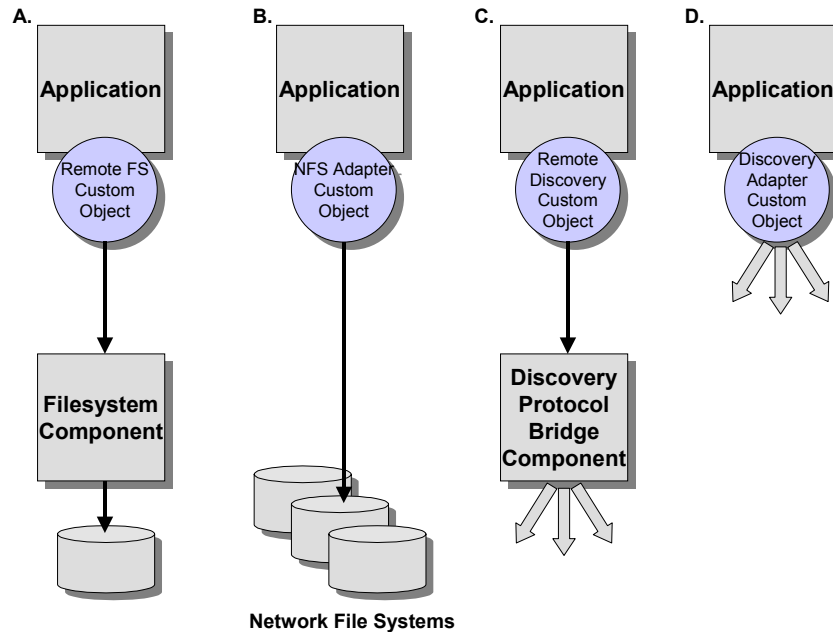 A.
B.
C.
D.
Application
Application
Application
Application
Remote FS
Custom
Object
NFS Adapter
Custom
Object
Remote
Discovery
Custom
Object
Discovery
Adapter
Custom
Object
Filesystem
Component
Discovery
Protocol
Bridge
Component
Network File Systems